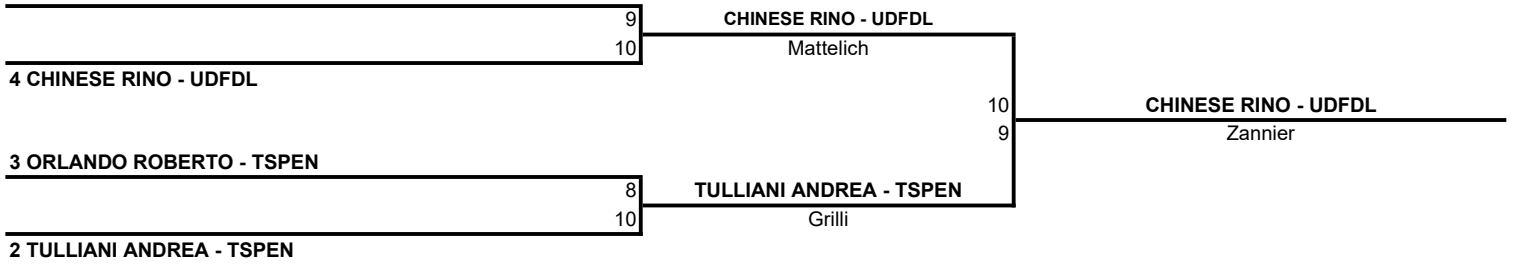 9
CHINESE RINO - UDFDL
10
Mattelich
4 CHINESE RINO - UDFDL
10
CHINESE RINO - UDFDL
9
Zannier
3 ORLANDO ROBERTO - TSPEN
8
TULLIANI ANDREA - TSPEN
10
Grilli
2 TULLIANI ANDREA - TSPEN